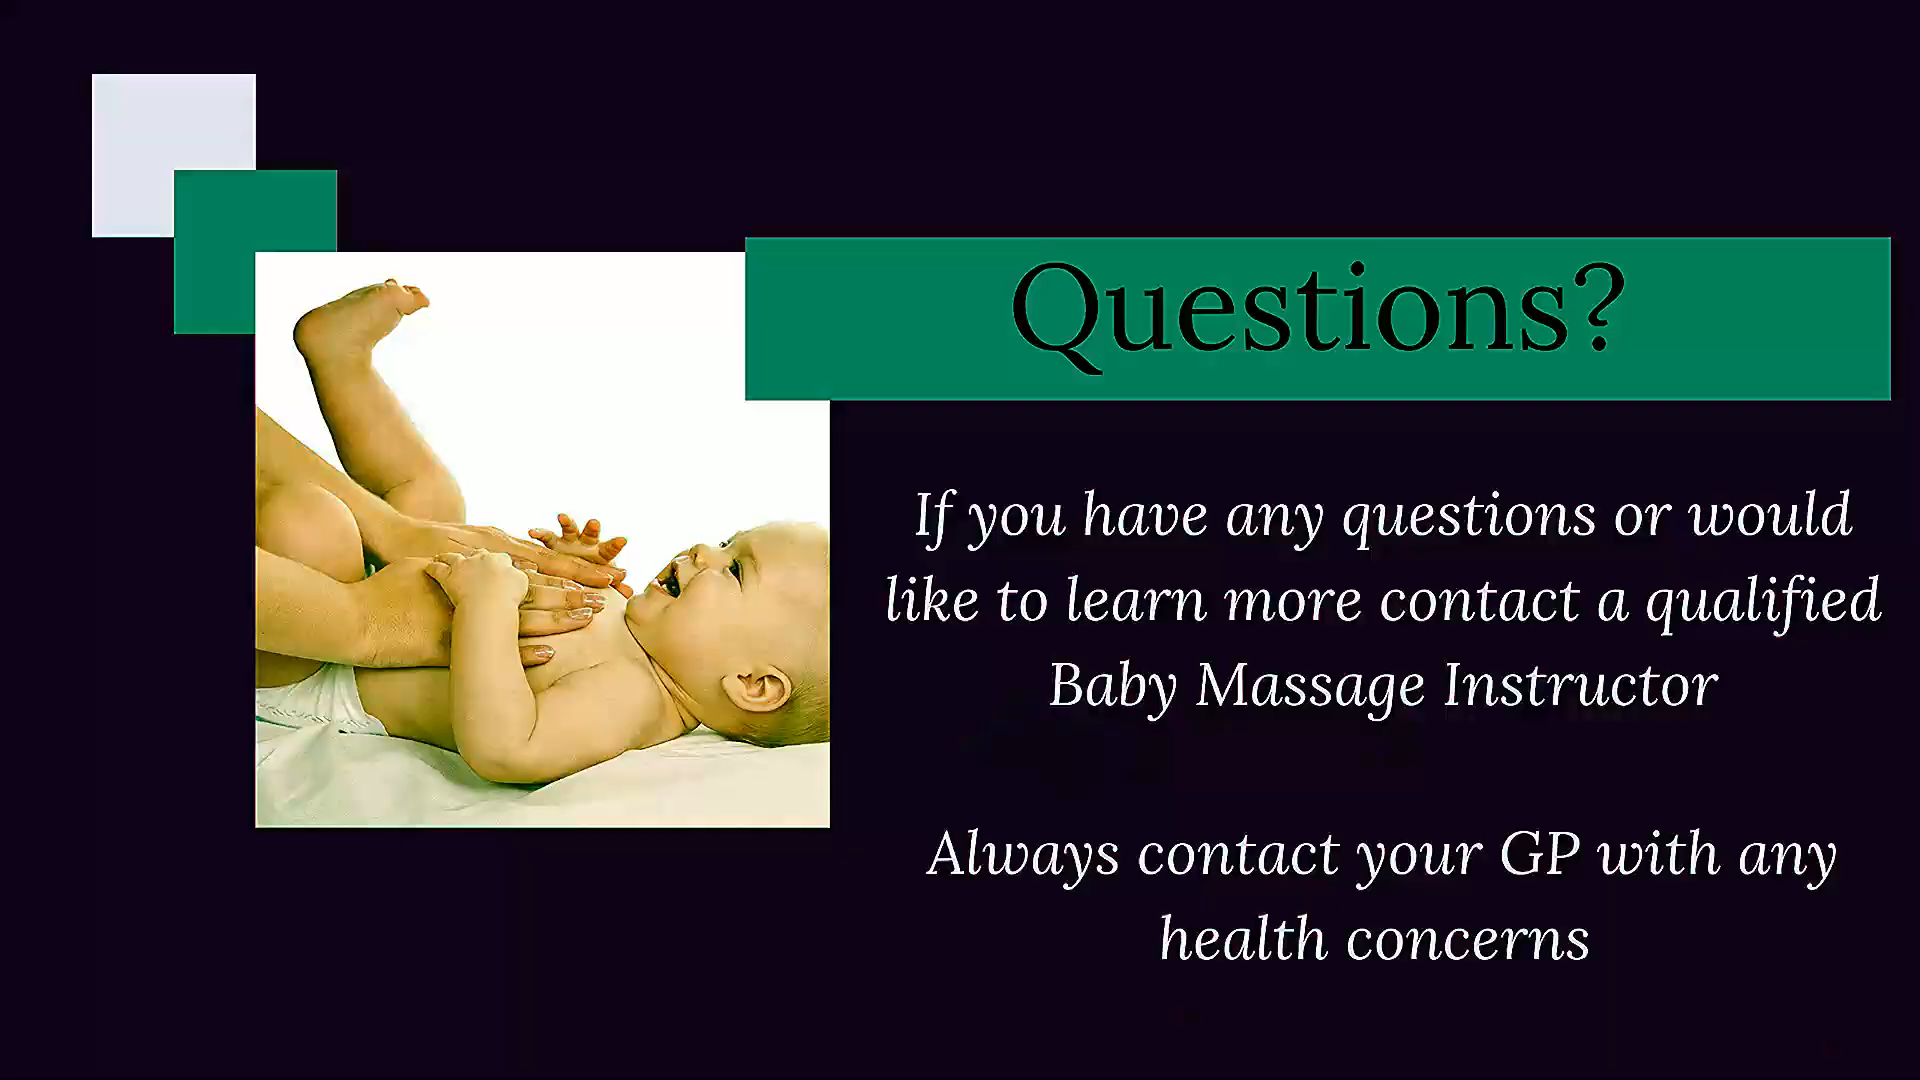 Questions?
If you have any questions or would
like to learn more contact a qualified
Baby Massage Instructor
Always contact your GP with any
health concerns